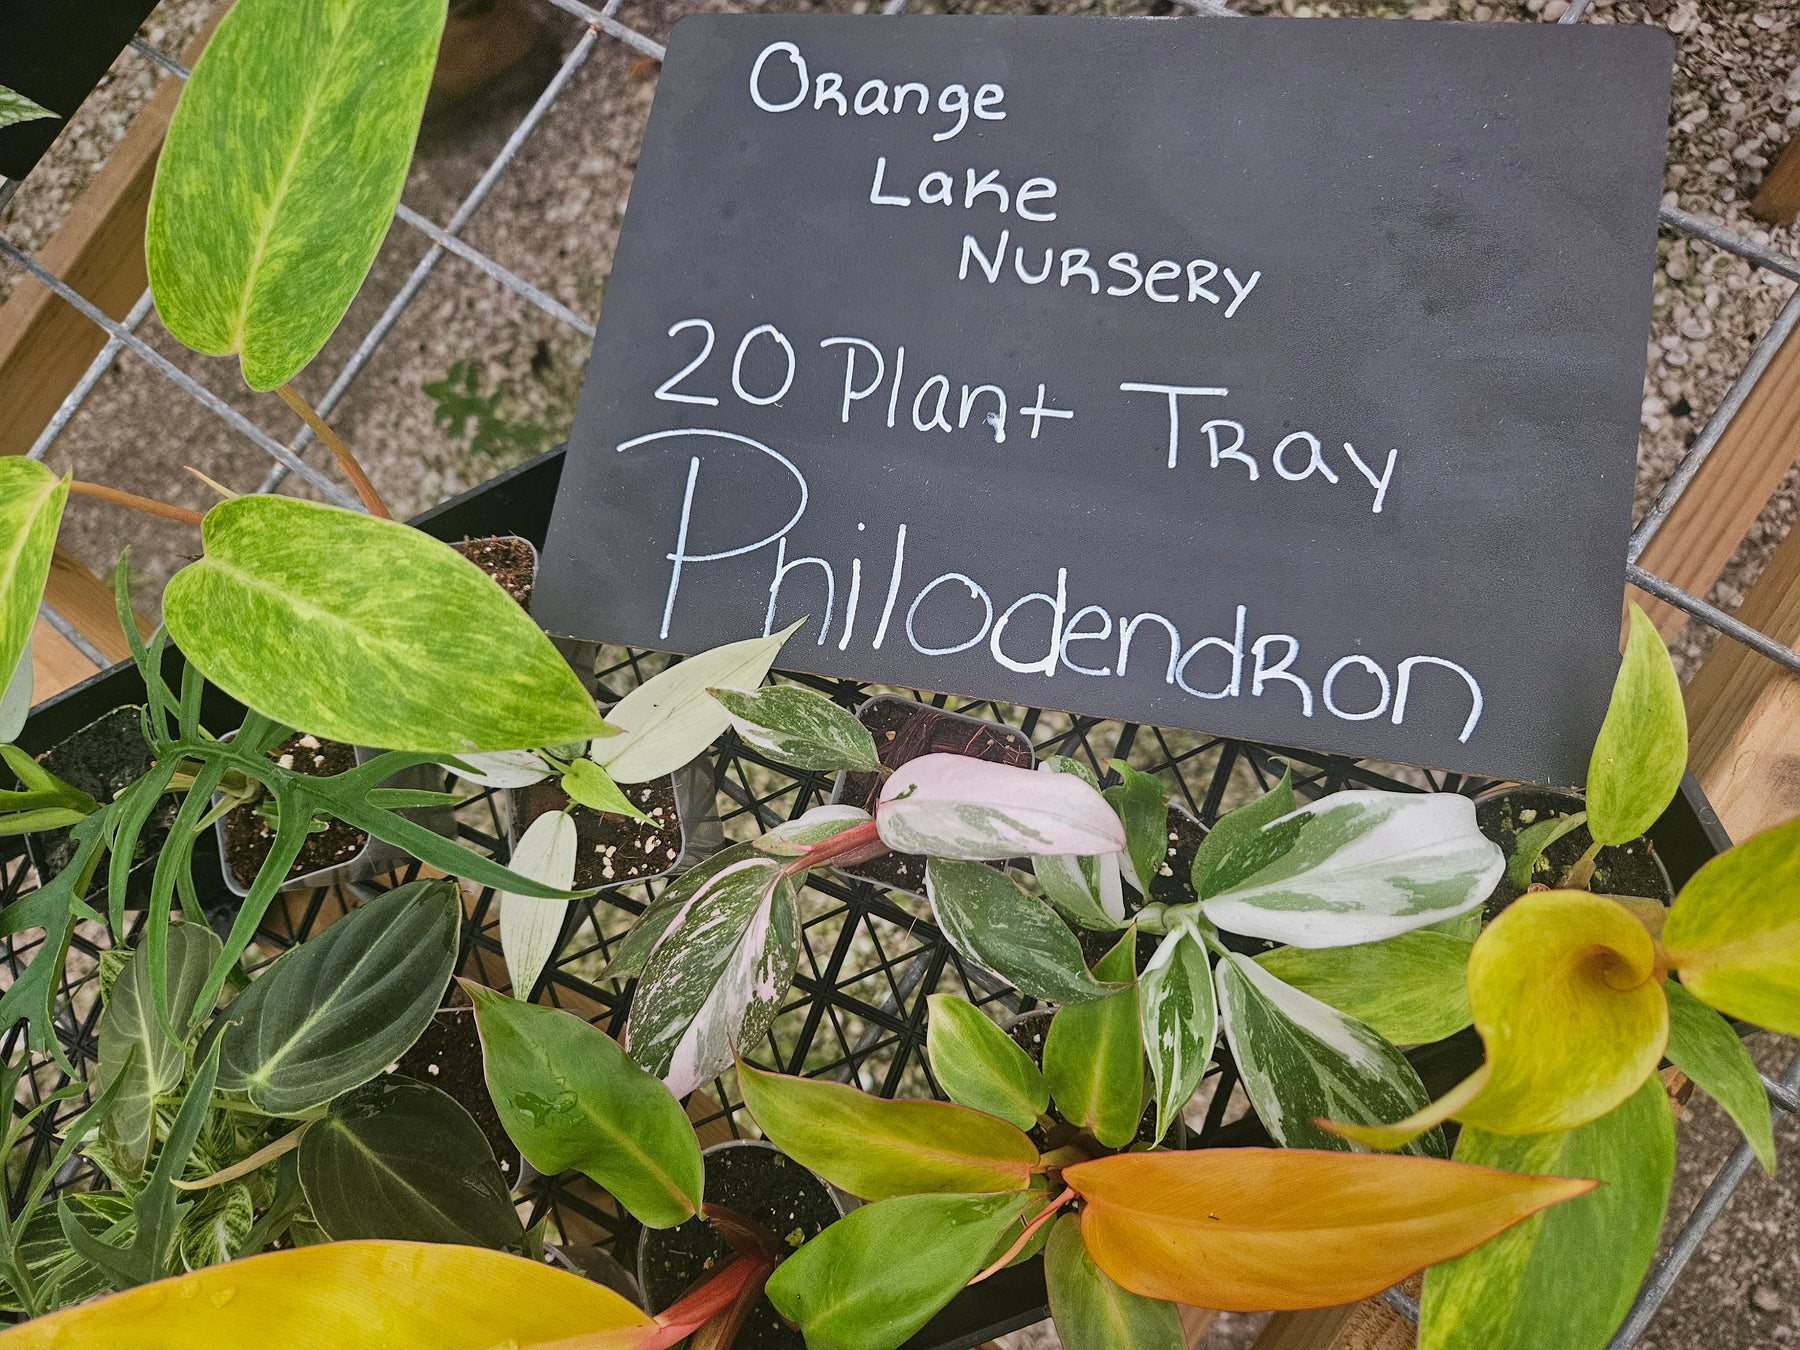 Orange
Lake
Nursery
20 Plant Tray
Philodendron